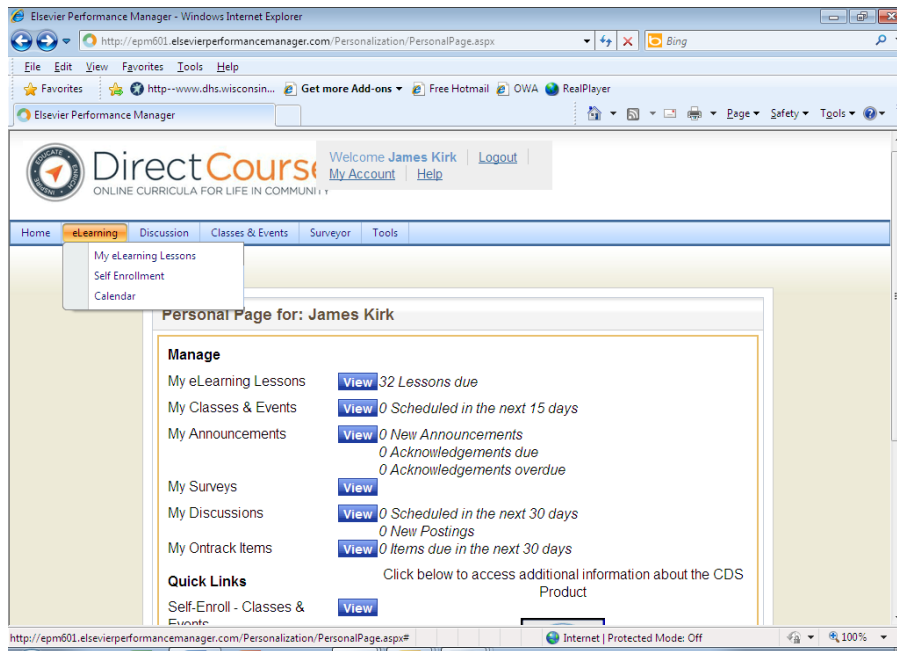 Elsevier Performance Manager - Windows Internet Explorer
http://epm601.elsevierperformancemanager.com/Personalization/PersonalPage.aspx
Bing
File Edit View Favorites Tools Help
Favorites http--www.dhs.wisconsin... Get more Add-ons Free Hotmail OWA RealPlayer
Elsevier Performance Manager
Page Safety Tools
EDUCATE ENRICH INSPIRE
DirectCours
ONLINE CURRICULA FOR LIFE IN COMMUNITY
Welcome James Kirk Logout
My Account Help
Home eLearning Discussion Classes & Events Surveyor Tools
My eLearning Lessons
Self Enrollment
Calendar
Personal Page for: James Kirk
Manage
My eLearning Lessons View 32 Lessons due
My Classes & Events View 0 Scheduled in the next 15 days
My Announcements View 0 New Announcements
0 Acknowledgements due
0 Acknowledgements overdue
My Surveys View
My Discussions View 0 Scheduled in the next 30 days
0 New Postings
My Ontrack Items View 0 Items due in the next 30 days
Click below to access additional information about the CDS
Product
Quick Links
Self-Enroll - Classes & View
Events
http://epm601.elsevierperformancemanager.com/Personalization/PersonalPage.aspx# Internet | Protected Mode: Off 100%